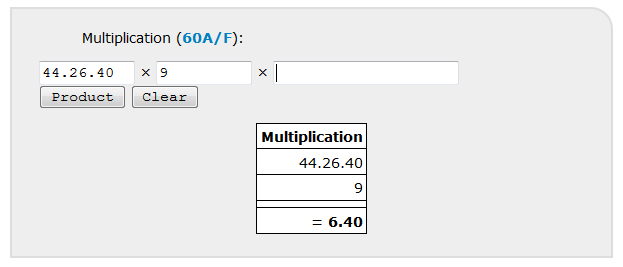 Multiplication (60A/F):
44.26.40 × 9 ×
Product Clear
Multiplication
44.26.40
9
= 6.40